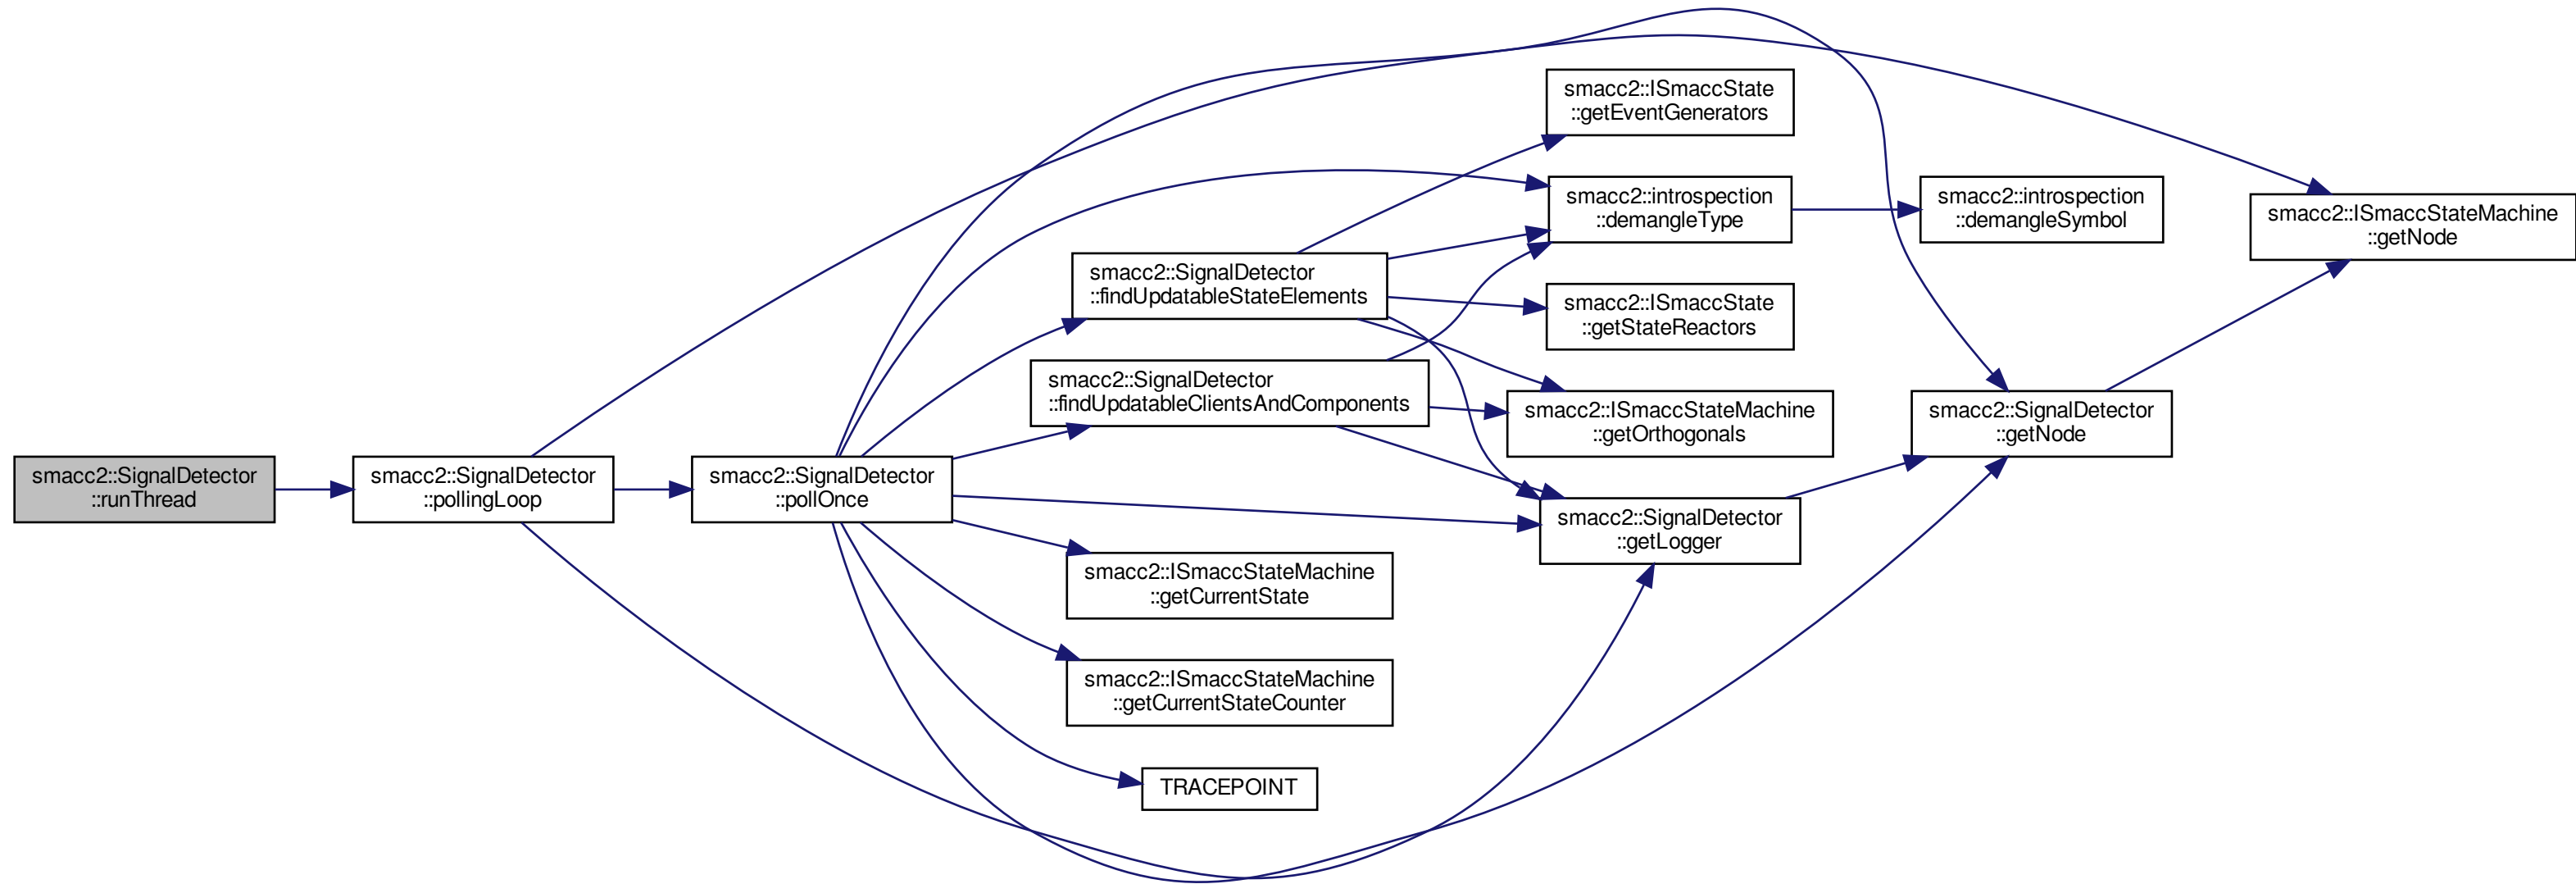 smacc2::SignalDetector
::runThread
smacc2::SignalDetector
::pollingLoop
smacc2::SignalDetector
::pollOnce
smacc2::SignalDetector
::findUpdatableStateElements
smacc2::SignalDetector
::findUpdatableClientsAndComponents
smacc2::ISmaccStateMachine
::getCurrentState
smacc2::ISmaccStateMachine
::getCurrentStateCounter
TRACEPOINT
smacc2::ISmaccState
::getEventGenerators
smacc2::introspection
::demangleType
smacc2::ISmaccState
::getStateReactors
smacc2::ISmaccStateMachine
::getOrthogonals
smacc2::SignalDetector
::getLogger
smacc2::introspection
::demangleSymbol
smacc2::SignalDetector
::getNode
smacc2::ISmaccStateMachine
::getNode